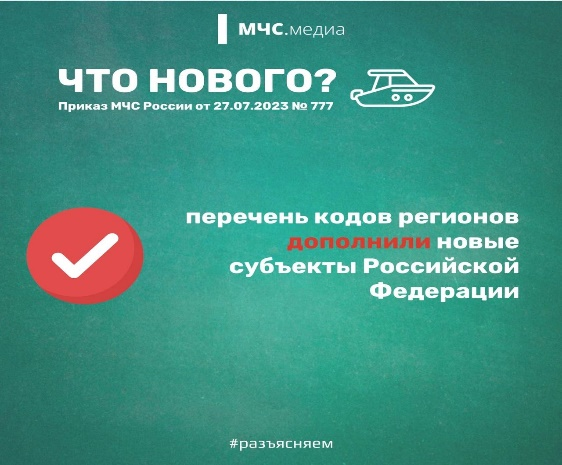 МЧС.медиа
ЧТО НОВОГО?
Приказ МЧС России от 27.07.2023 № 777
перечень кодов регионов
дополнили новые
субъекты Российской
Федерации
#разъясняем